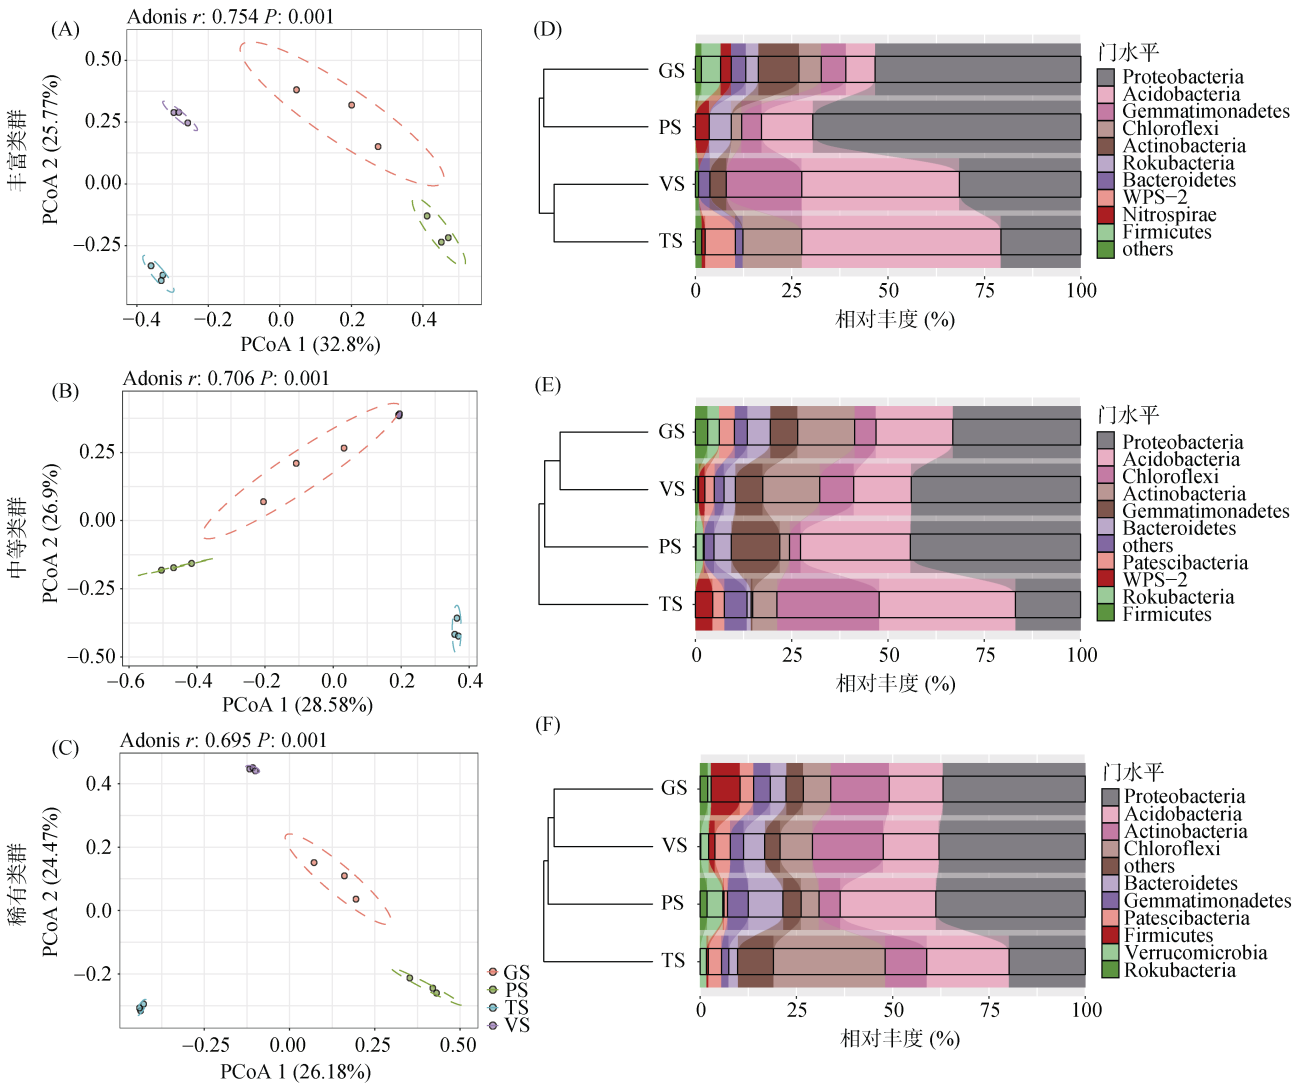 (A)
Adonis r: 0.754 P: 0.001
丰富类群
PCoA 2 (25.77%)
0.50
0.25
0.00
−0.25
−0.4
−0.2
0.0
0.2
0.4
PCoA 1 (32.8%)
(D)
GS
PS
VS
TS
0
25
50
75
100
相对丰度 (%)
门水平
Proteobacteria
Acidobacteria
Gemmatimonadetes
Chloroflexi
Actinobacteria
Rokubacteria
Bacteroidetes
WPS−2
Nitrospirae
Firmicutes
others
(B)
Adonis r: 0.706 P: 0.001
中等类群
PCoA 2 (26.9%)
0.25
0.00
−0.25
−0.50
−0.6
−0.4
−0.2
0.0
0.2
0.4
PCoA 1 (28.58%)
(E)
GS
VS
PS
TS
0
25
50
75
100
相对丰度 (%)
门水平
Proteobacteria
Acidobacteria
Chloroflexi
Actinobacteria
Gemmatimonadetes
Bacteroidetes
others
Patescibacteria
WPS−2
Rokubacteria
Firmicutes
(C)
Adonis r: 0.695 P: 0.001
稀有类群
PCoA 2 (24.47%)
0.4
0.2
0.0
−0.2
−0.25
0.00
0.25
0.50
PCoA 1 (26.18%)
GS
PS
TS
VS
(F)
GS
VS
PS
TS
0
25
50
75
100
相对丰度 (%)
门水平
Proteobacteria
Acidobacteria
Actinobacteria
Chloroflexi
others
Bacteroidetes
Gemmatimonadetes
Patescibacteria
Firmicutes
Verrucomicrobia
Rokubacteria